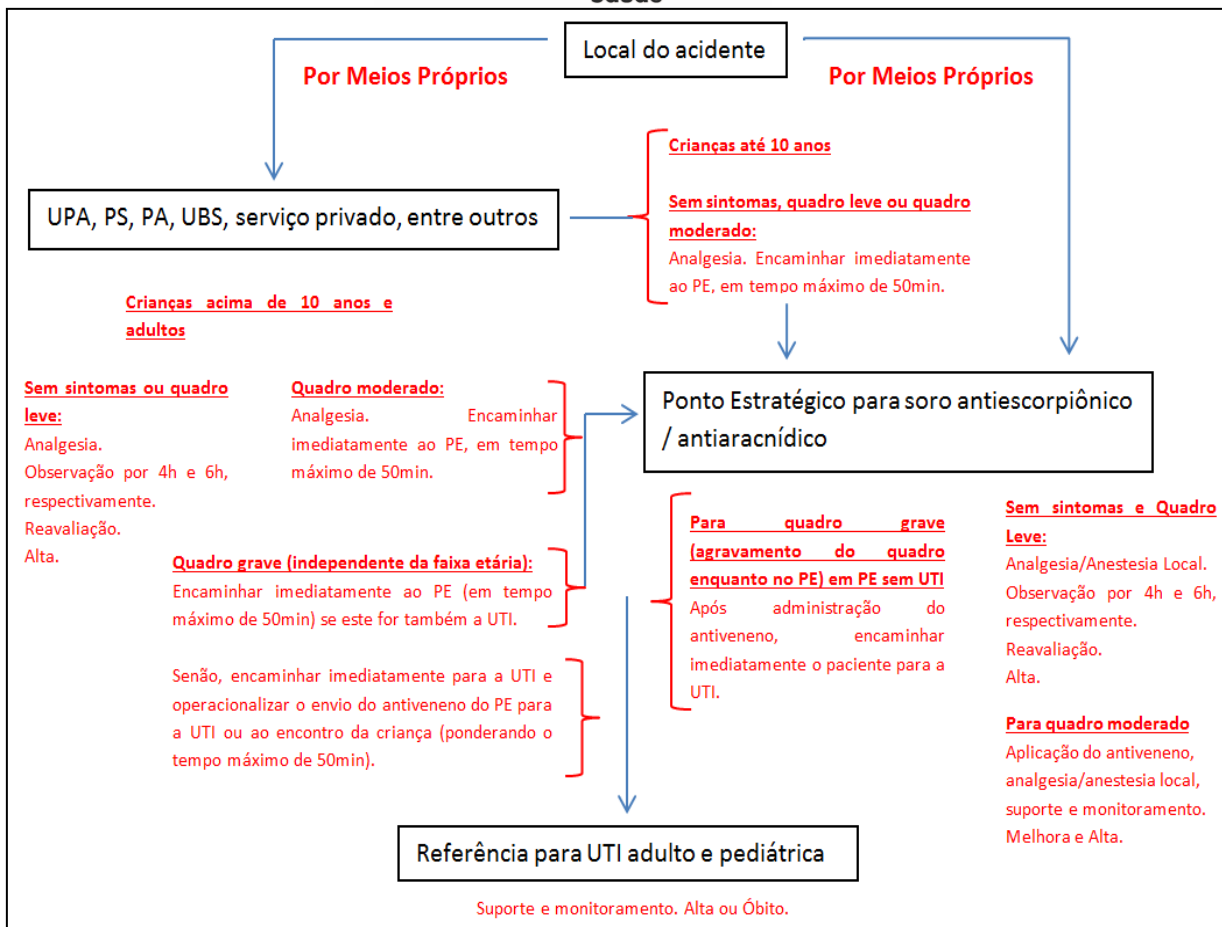 Local do acidente
Por Meios Próprios
Por Meios Próprios
UPA, PS, PA, UBS, serviço privado, entre outros
Crianças até 10 anos
Sem sintomas, quadro leve ou quadro
moderado:
Analgesia. Encaminhar imediatamente
ao PE, em tempo máximo de 50min.
Crianças acima de 10 anos e
adultos
Sem sintomas ou quadro
leve:
Analgesia.
Observação por 4h e 6h,
respectivamente.
Reavaliação.
Alta.
Quadro moderado:
Analgesia. Encaminhar
imediatamente ao PE, em tempo
máximo de 50min.
Ponto Estratégico para soro antiescorpiônico
/ antiaracnídico
Quadro grave (independente da faixa etária):
Encaminhar imediatamente ao PE (em tempo
máximo de 50min) se este for também a UTI.
Senão, encaminhar imediatamente para a UTI e
operacionalizar o envio do antiveneno do PE para
a UTI ou ao encontro da criança (ponderando o
tempo máximo de 50min).
Para quadro grave
(agravamento do quadro
enquanto no PE) em PE sem UTI
Após administração do
antiveneno, encaminhar
imediatamente o paciente para a
UTI.
Sem sintomas e Quadro
Leve:
Analgesia/Anestesia Local.
Observação por 4h e 6h,
respectivamente.
Reavaliação.
Alta.
Para quadro moderado
Aplicação do antiveneno,
analgesia/anestesia local,
suporte e monitoramento.
Melhora e Alta.
Referência para UTI adulto e pediátrica
Suporte e monitoramento. Alta ou Óbito.